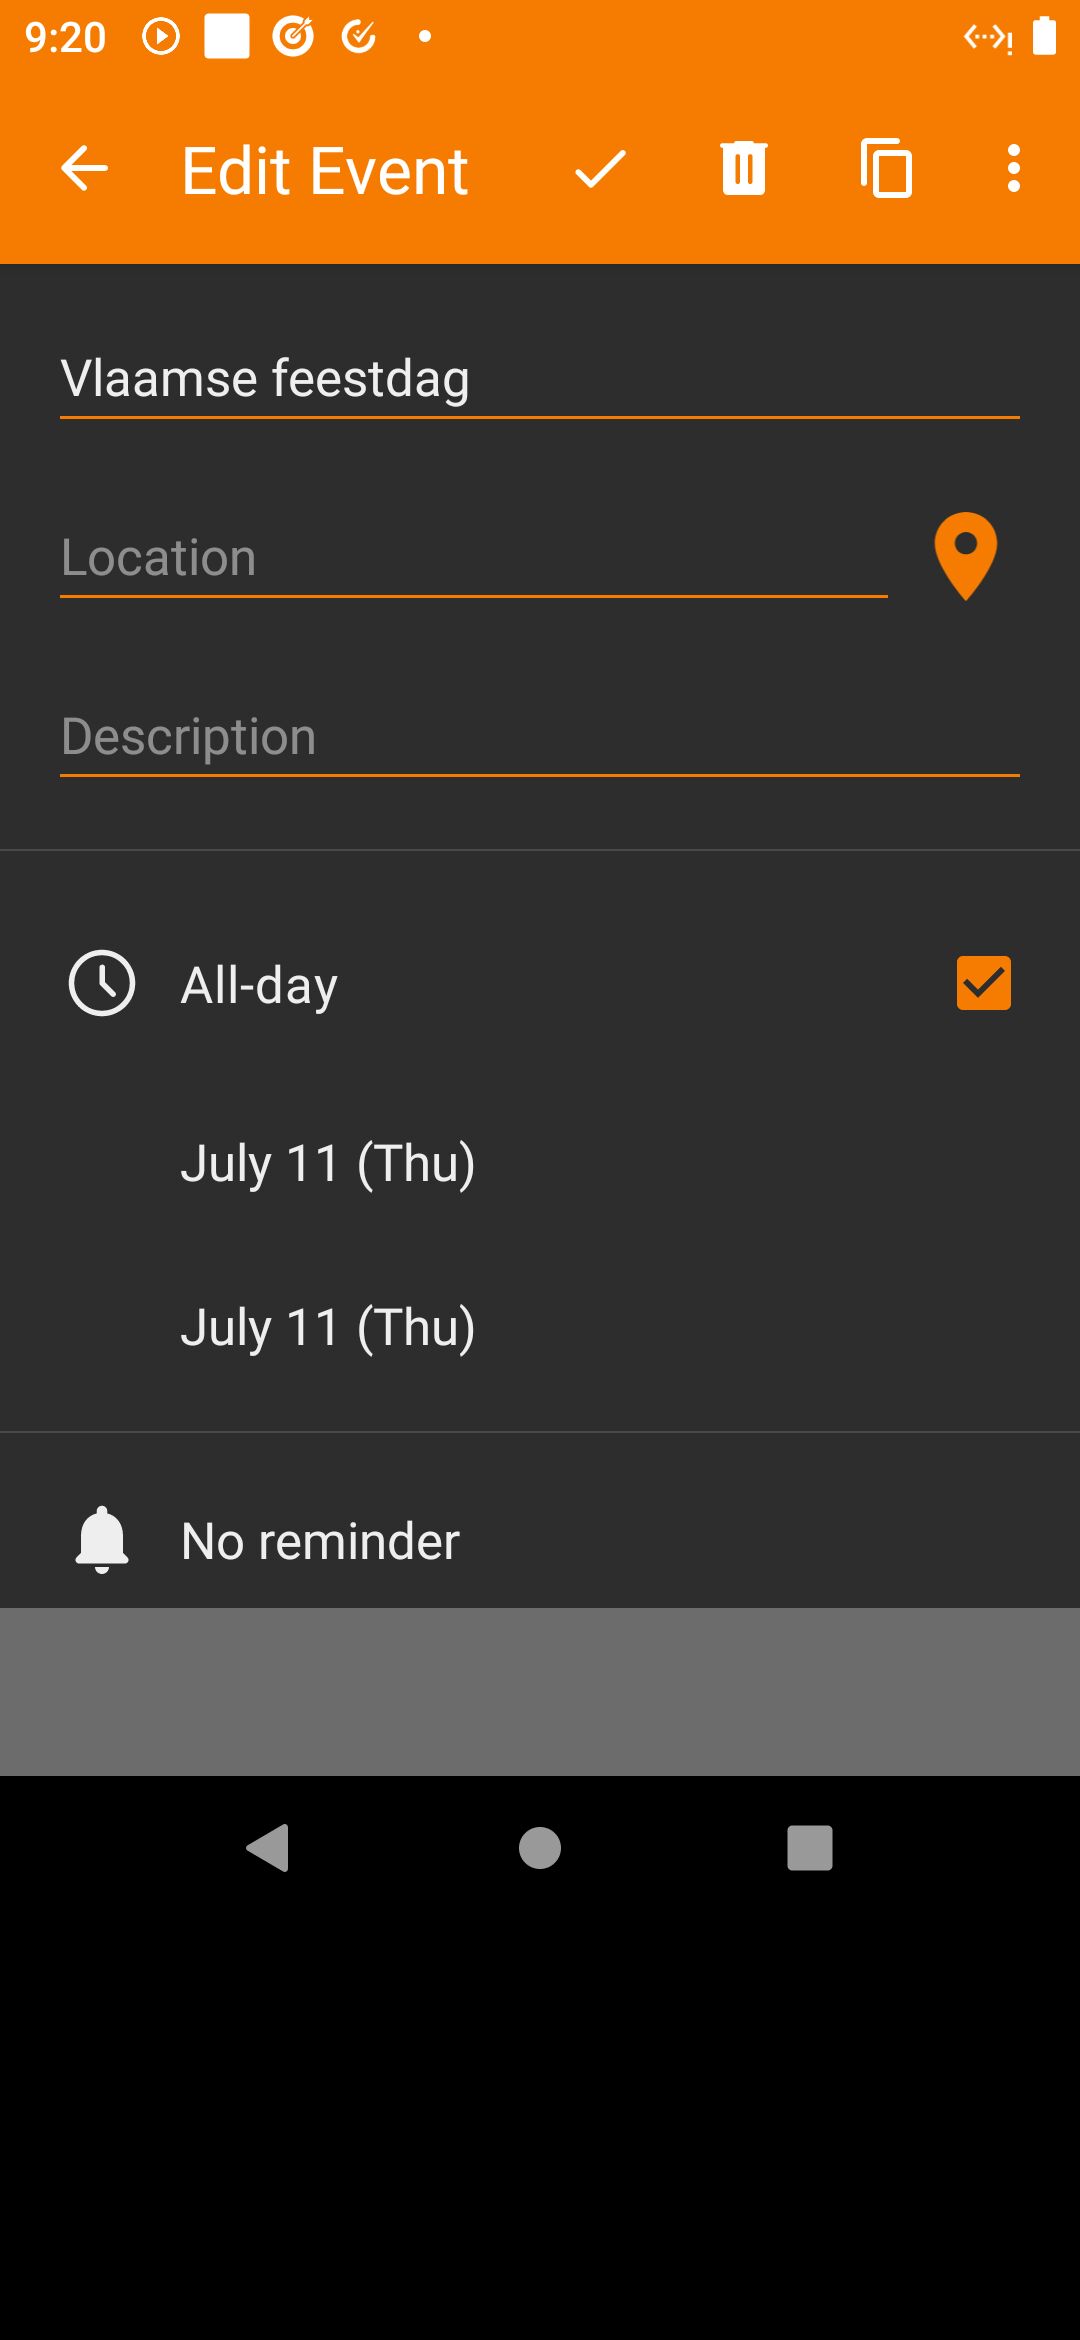 9:20
Edit Event
Vlaamse feestdag
Location
Description
All-day
July 11 (Thu)
July 11 (Thu)
No reminder